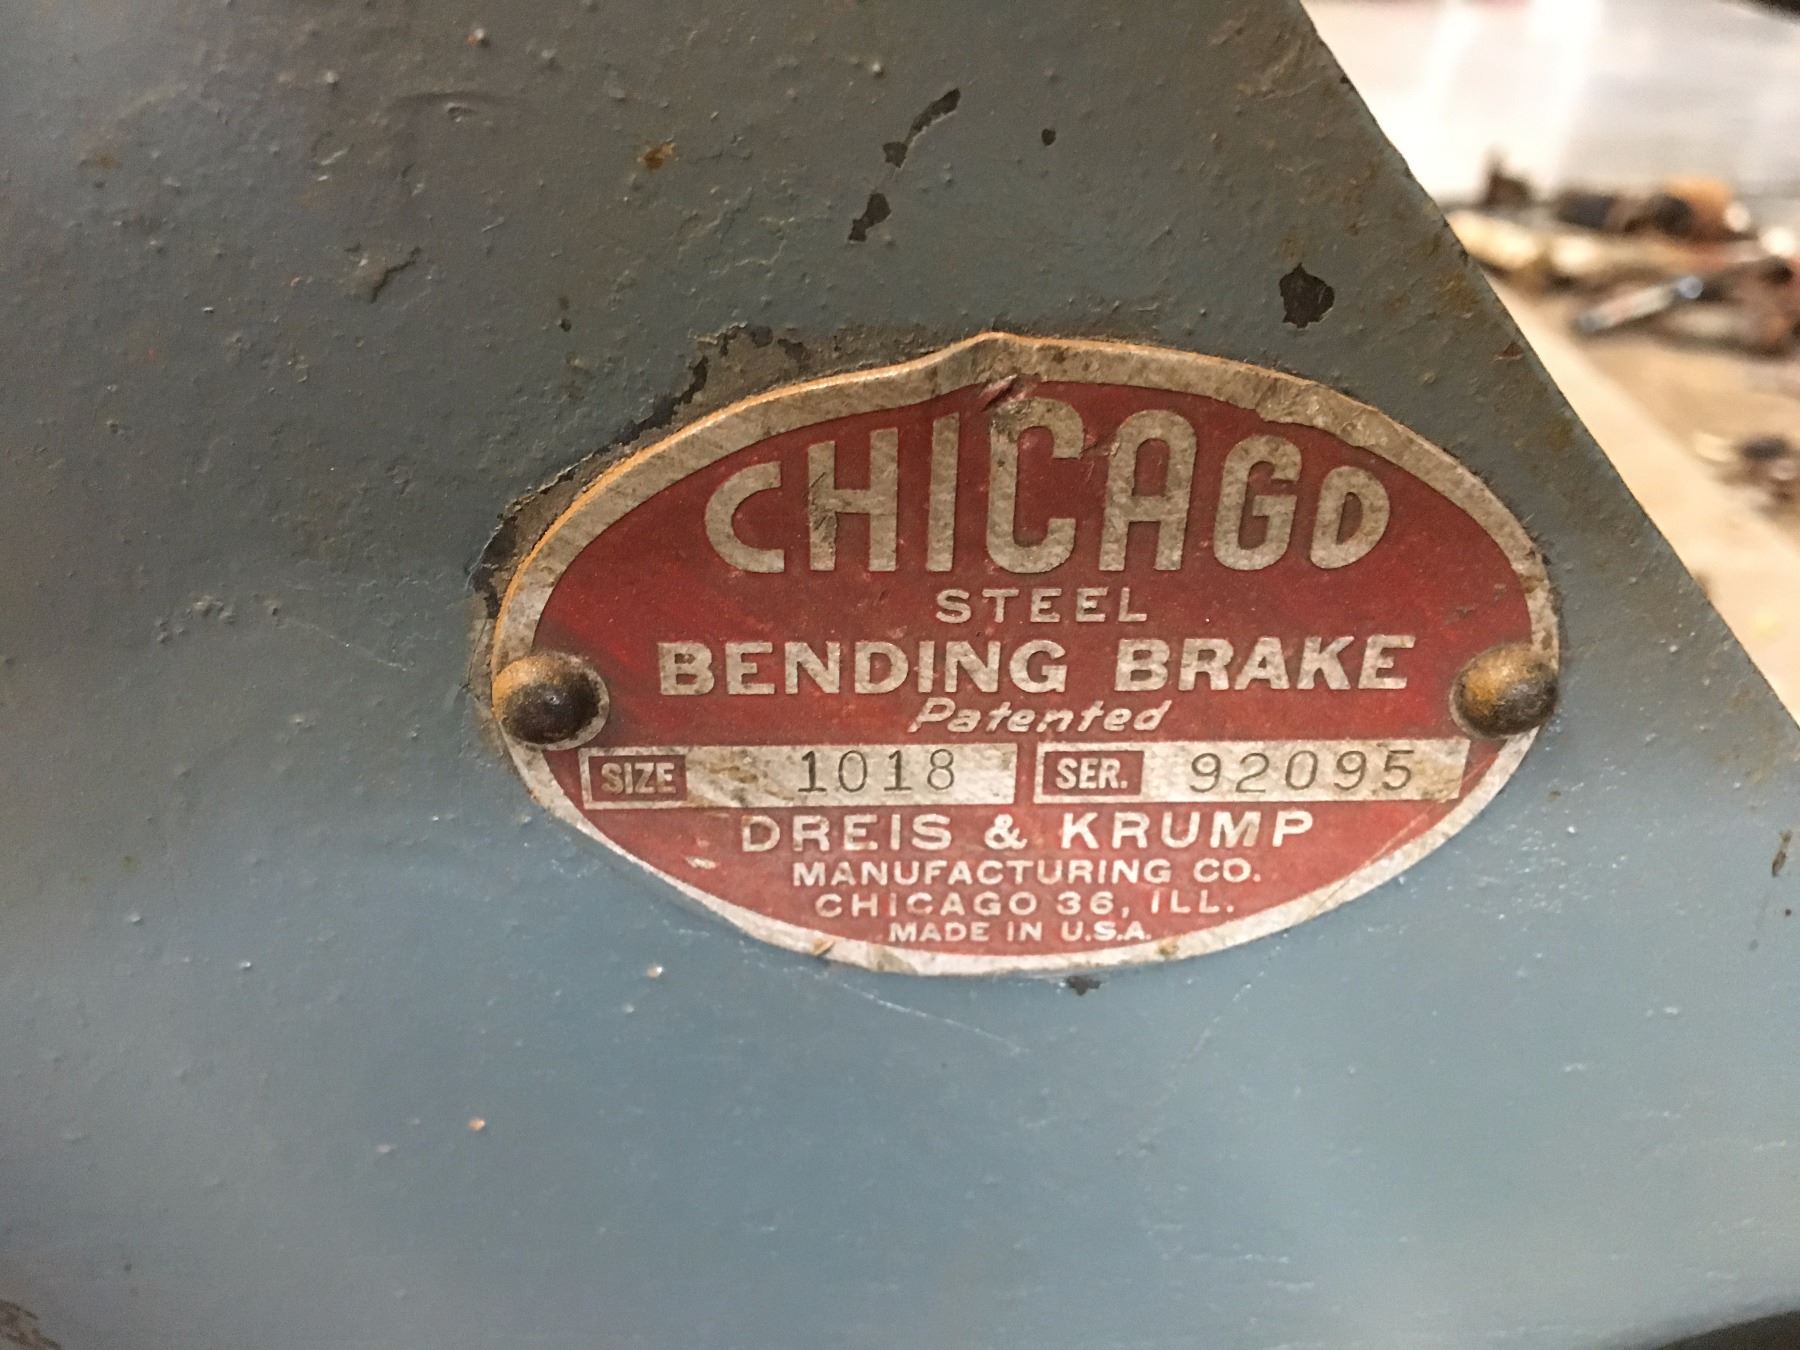 CHICAGO
STEEL
BENDING BRAKE
Patented
SIZE 1018 SER. 92095
DREIS & KRUMP
MANUFACTURING CO.
CHICAGO 36, ILL.
MADE IN U.S.A.